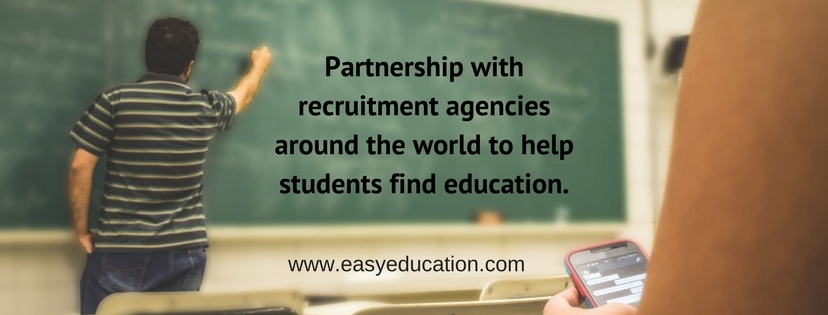 Partnership with
recruitment agencies
around the world to help
students find education.
www.easyeducation.com